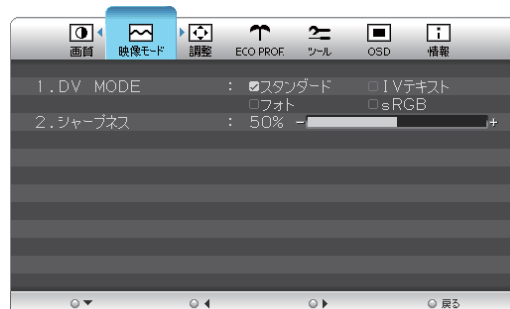 画質 映像モード 調整 ECO PROF. ツール OSD 情報
1.DV MODE : スタンダード IVテキスト
フォト sRGB
2.シャープネス : 50% - +
戻る